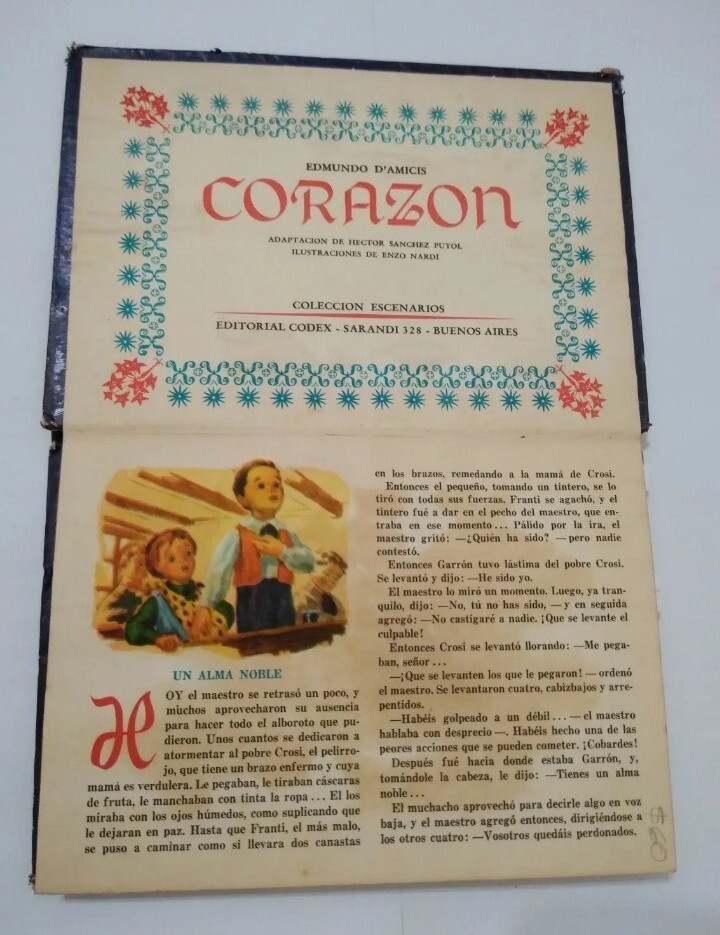 EDMUNDO D'AMICIS
CORAZON
ADAPTACION DE HECTOR SANCHEZ PUYOL
ILUSTRACIONES DE ENZO NARDI
COLECCION ESCENARIOS
EDITORIAL CODEX - SARANDI 328 - BUENOS AIRES
UN ALMA NOBLE
HOY el maestro se retrasó un poco, y
muchos aprovecharon su ausencia
para hacer todo el alboroto que pu-
dieron. Unos cuantos se dedicaron a
atormentar al pobre Crosi, el pelirro-
jo, que tiene un brazo enfermo y cuya
mamá es verdulera. Le pegaban, le tiraban cáscaras
de fruta, le manchaban con tinta la ropa... El los
miraba con los ojos húmedos, como suplicando que
le dejaran en paz. Hasta que Franti, el más malo,
se puso a caminar como si llevara dos canastas
en los brazos, remedando a la mamá de Crosi.
Entonces el pequeño, tomando un tintero, se lo
tiró con todas sus fuerzas. Franti se agachó, y el
tintero fué a dar en el pecho del maestro, que en-
traba en ese momento... Pálido por la ira, el
maestro gritó: —¿Quién ha sido? — pero nadie
contestó.
Entonces Garrón tuvo lástima del pobre Crosi.
Se levantó y dijo: —He sido yo.
El maestro lo miró un momento. Luego, ya tran-
quilo, dijo: —No, tú no has sido, — y en seguida
agregó: —No castigaré a nadie. ¡Que se levante el
culpable!
Entonces Crosi se levantó llorando: —Me pega-
ban, señor...
—¡Que se levanten los que le pegaron! — ordenó
el maestro. Se levantaron cuatro, cabizbajos y arre-
pentidos.
—Habéis golpeado a un débil... — el maestro
hablaba con desprecio —. Habéis hecho una de las
peores acciones que se pueden cometer. ¡Cobardes!
Después fué hacia donde estaba Garrón, y,
tomándole la cabeza, le dijo: —Tienes un alma
noble...
El muchacho aprovechó para decirle algo en voz
baja, y el maestro agregó entonces, dirigiéndose a
los otros cuatro: —Vosotros quedáis perdonados.